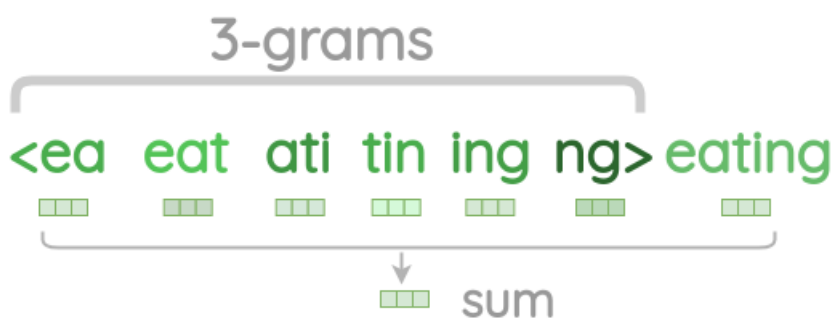 3-grams
<ea eat ati tin ing ng> eating
sum